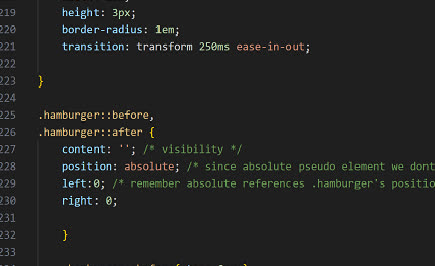 219 height: 3px;
220 border-radius: 1em;
221 transition: transform 250ms ease-in-out;
222
223 }
224
225 .hamburger::before,
226 .hamburger::after {
227 content: ''; /* visibility */
228 position: absolute; /* since absolute pseudo element we dont
229 left:0; /* remember absolute references .hamburger's positio
230 right: 0;
231
232 }
233